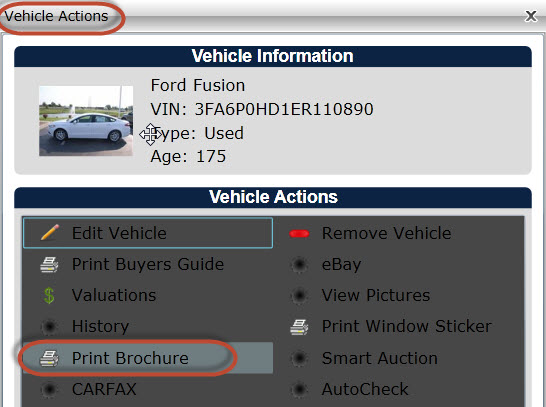 Vehicle Actions X
Vehicle Information
Ford Fusion
VIN: 3FA6P0HD1ER110890
Type: Used
Age: 175
Vehicle Actions
Edit Vehicle Remove Vehicle
Print Buyers Guide eBay
Valuations View Pictures
History Print Window Sticker
Print Brochure Smart Auction
CARFAX AutoCheck